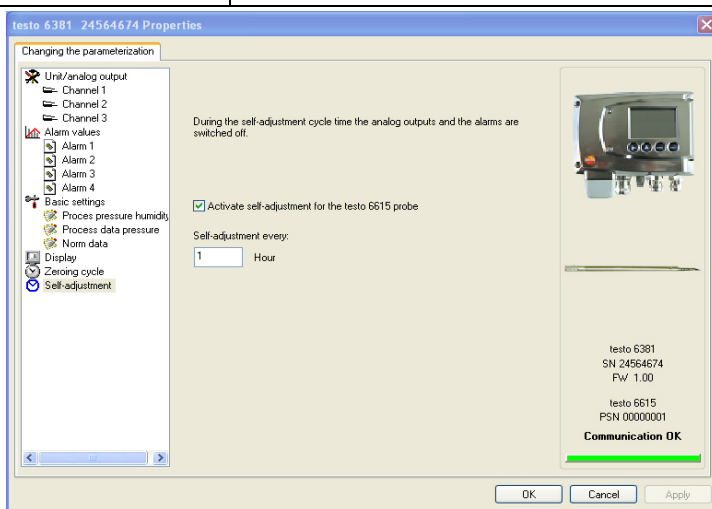 testo 6381 24564674 Properties
Changing the parameterization
Unit/analog output
Channel 1
Channel 2
Channel 3
Alarm values
Alarm 1
Alarm 2
Alarm 3
Alarm 4
Basic settings
Proces pressure humidity
Process data pressure
Norm data
Display
Zeroing cycle
Self-adjustment
During the self-adjustment cycle time the analog outputs and the alarms are
switched off.
Activate self-adjustment for the testo 6615 probe
Self-adjustment every:
1 Hour
testo 6381
SN 24564674
FW 1.00
testo 6615
PSN 00000001
Communication OK
OK Cancel Apply